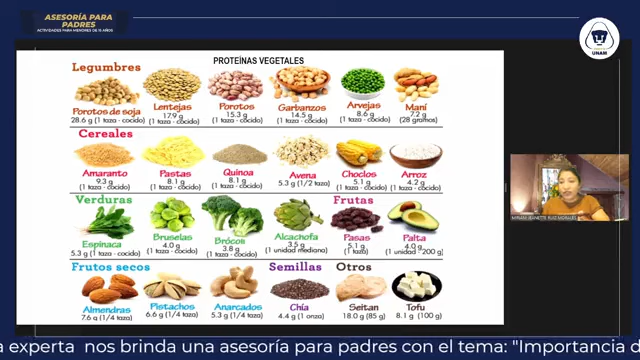 ASESORÍA PARA
PADRES
ACTIVIDADES PARA MENORES DE 15 AÑOS
UNAM
PROTEÍNAS VEGETALES
Legumbres
Porotos de soja
28.6 g (1 taza - cocido)
Lentejas
17.9 g
(1 taza - cocido)
Porotos
15.3 g
(1 taza - cocido)
Garbanzos
14.5 g
(1 taza - cocido)
Arvejas
8.6 g
(1 taza - cocido)
Maní
7.2 g
(28 gramos)
Cereales
Amaranto
9.3 g
(1 taza - cocido)
Pastas
8.1 g
(1 taza - cocido)
Quinoa
8.1 g
(1 taza - cocido)
Avena
5.3 g (1/2 taza)
Choclos
5.1 g
(1 taza - cocido)
Arroz
4.2 g
(1 taza - cocido)
Verduras
Espinaca
5.3 g (1 taza - cocido)
Bruselas
4.0 g
(1 taza - cocido)
Brócoli
3.8 g
(1 taza - cocido)
Alcachofa
3.5 g
(1 unidad mediana)
Frutas
Pasas
5.1 g
(1 taza)
Palta
4.0 g
(1 unidad 200 g)
Frutos secos
Almendras
7.6 g (1/4 taza)
Pistachos
6.6 g (1/4 taza)
Anarcados
5.3 g (1/4 taza)
Semillas
Chía
4.4 g (1 onza)
Otros
Seitan
18.0 g (85 g)
Tofu
8.1 g (100 g)
MIRIAM JEANETTE RUIZ MORALES
a experta nos brinda una asesoría para padres con el tema: "Importancia d